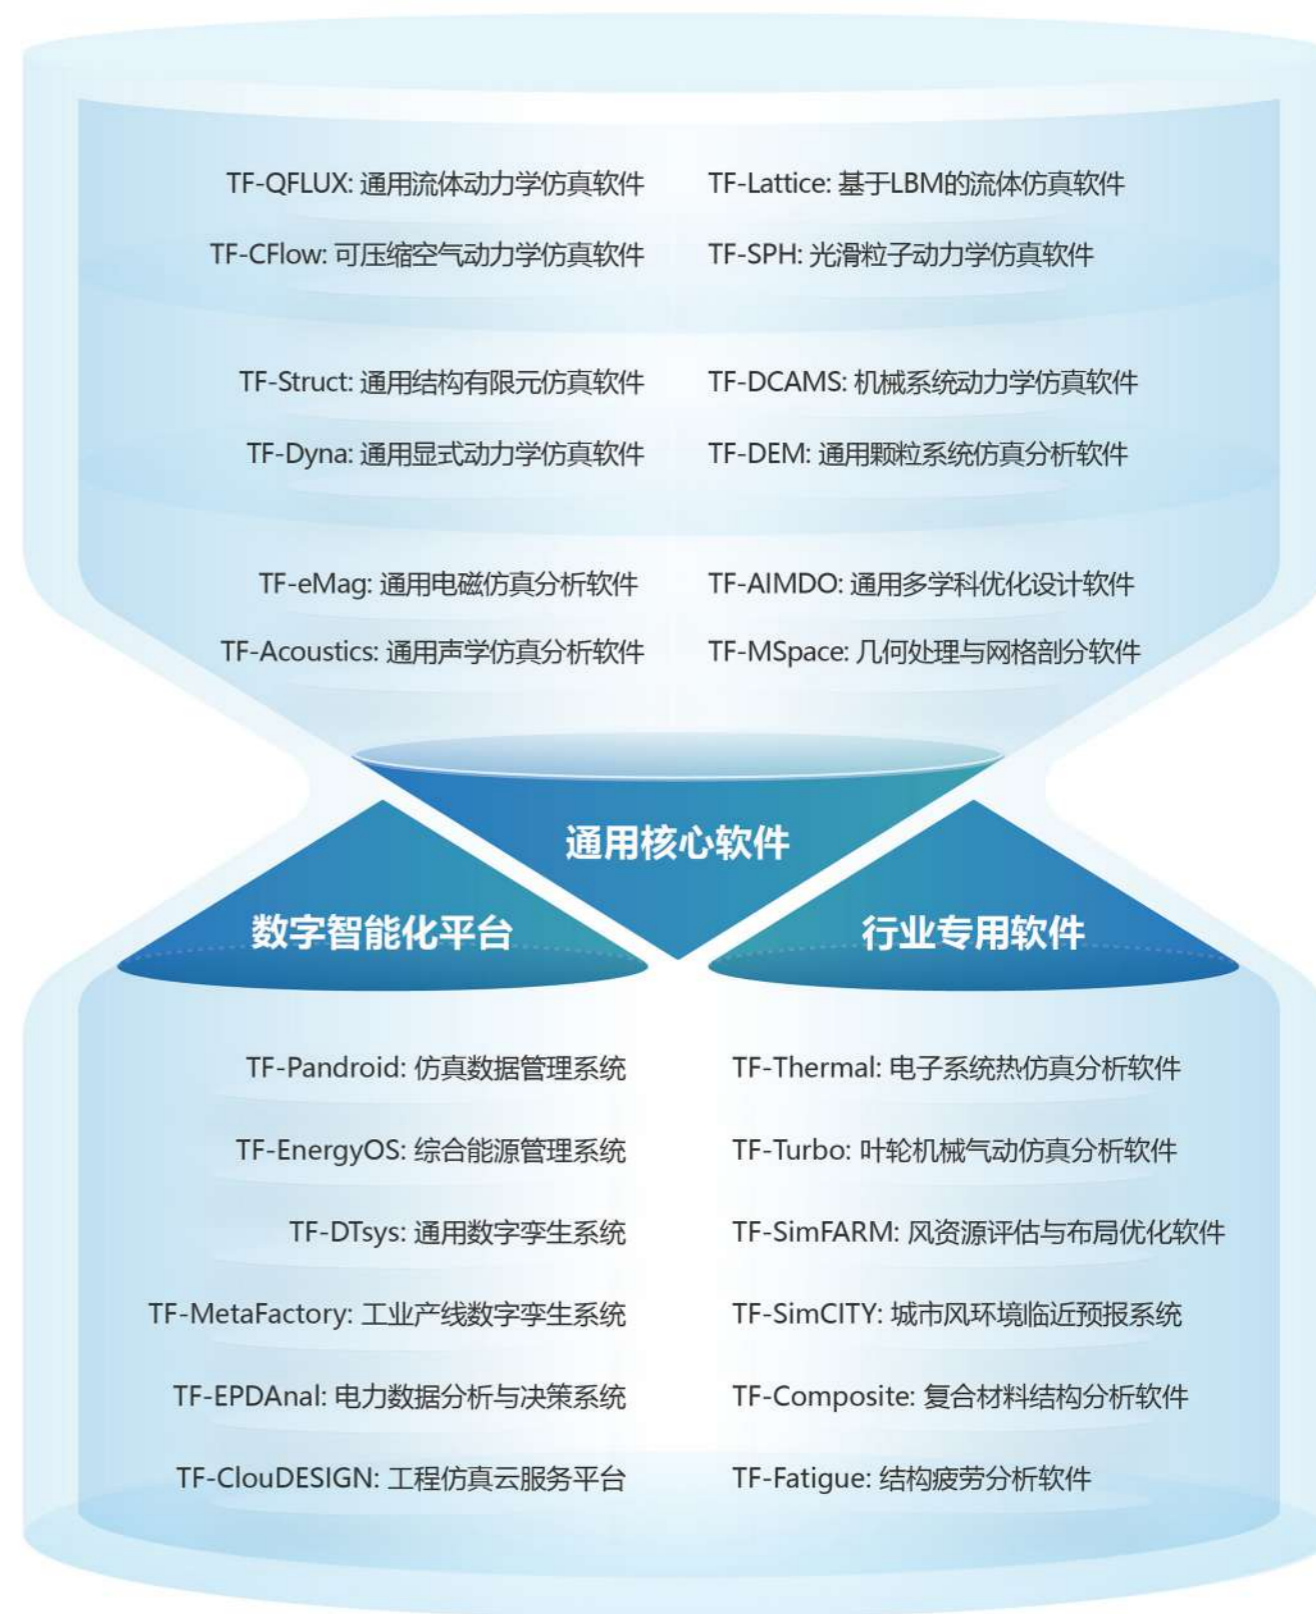 TF-QFLUX: 通用流体动力学仿真软件
TF-Lattice: 基于LBM的流体仿真软件
TF-CFlow: 可压缩空气动力学仿真软件
TF-SPH: 光滑粒子动力学仿真软件
TF-Struct: 通用结构有限元仿真软件
TF-DCAMS: 机械系统动力学仿真软件
TF-Dyna: 通用显式动力学仿真软件
TF-DEM: 通用颗粒系统仿真分析软件
TF-eMag: 通用电磁仿真分析软件
TF-AIMDO: 通用多学科优化设计软件
TF-Acoustics: 通用声学仿真分析软件
TF-MSpace: 几何处理与网格剖分软件
通用核心软件
数字智能化平台
行业专用软件
TF-Pandroid: 仿真数据管理系统
TF-Thermal: 电子系统热仿真分析软件
TF-EnergyOS: 综合能源管理系统
TF-Turbo: 叶轮机械气动仿真分析软件
TF-DTsys: 通用数字孪生系统
TF-SimFARM: 风资源评估与布局优化软件
TF-MetaFactory: 工业产线数字孪生系统
TF-SimCITY: 城市风环境临近预报系统
TF-EPDAnal: 电力数据分析与决策系统
TF-Composite: 复合材料结构分析软件
TF-ClouDESIGN: 工程仿真云服务平台
TF-Fatigue: 结构疲劳分析软件